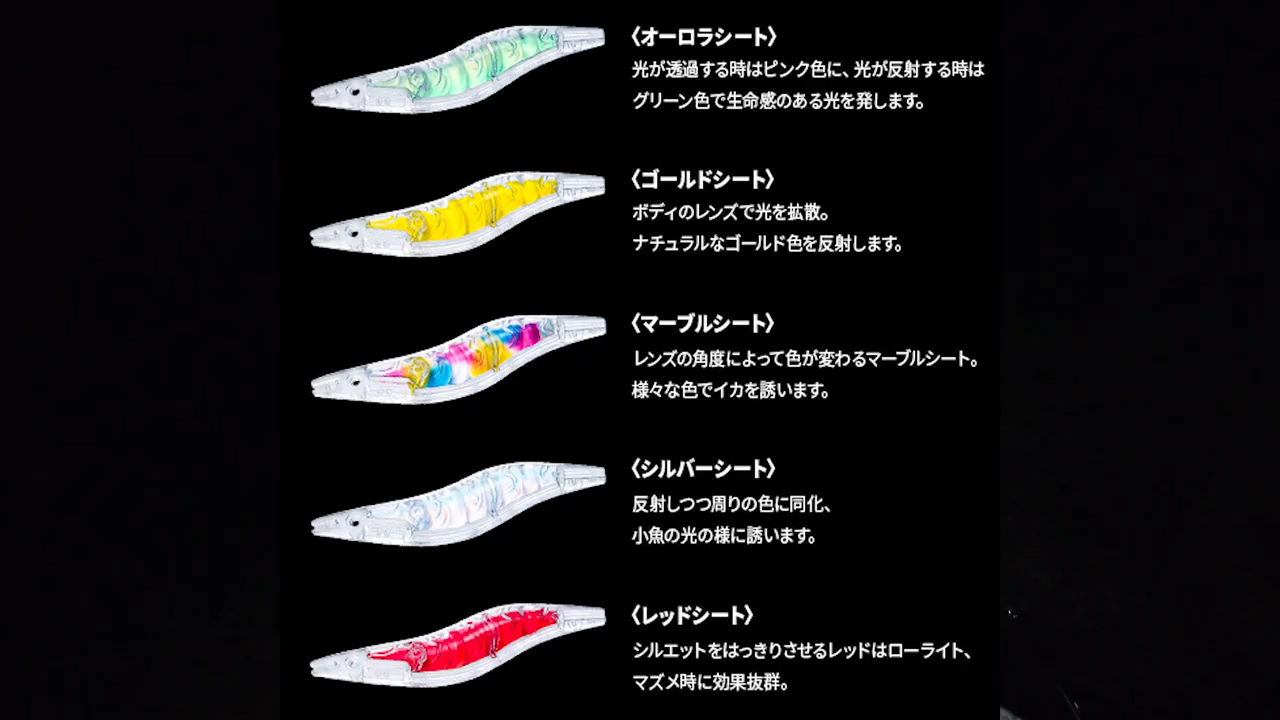 〈オーロラシート〉
光が透過する時はピンク色に、光が反射する時は
グリーン色で生命感のある光を発します。
〈ゴールドシート〉
ボディのレンズで光を拡散。
ナチュラルなゴールド色を反射します。
〈マーブルシート〉
レンズの角度によって色が変わるマーブルシート。
様々な色でイカを誘います。
〈シルバーシート〉
反射しつつ周りの色に同化、
小魚の光の様に誘います。
〈レッドシート〉
シルエットをはっきりさせるレッドはローライト、
マズメ時に効果抜群。